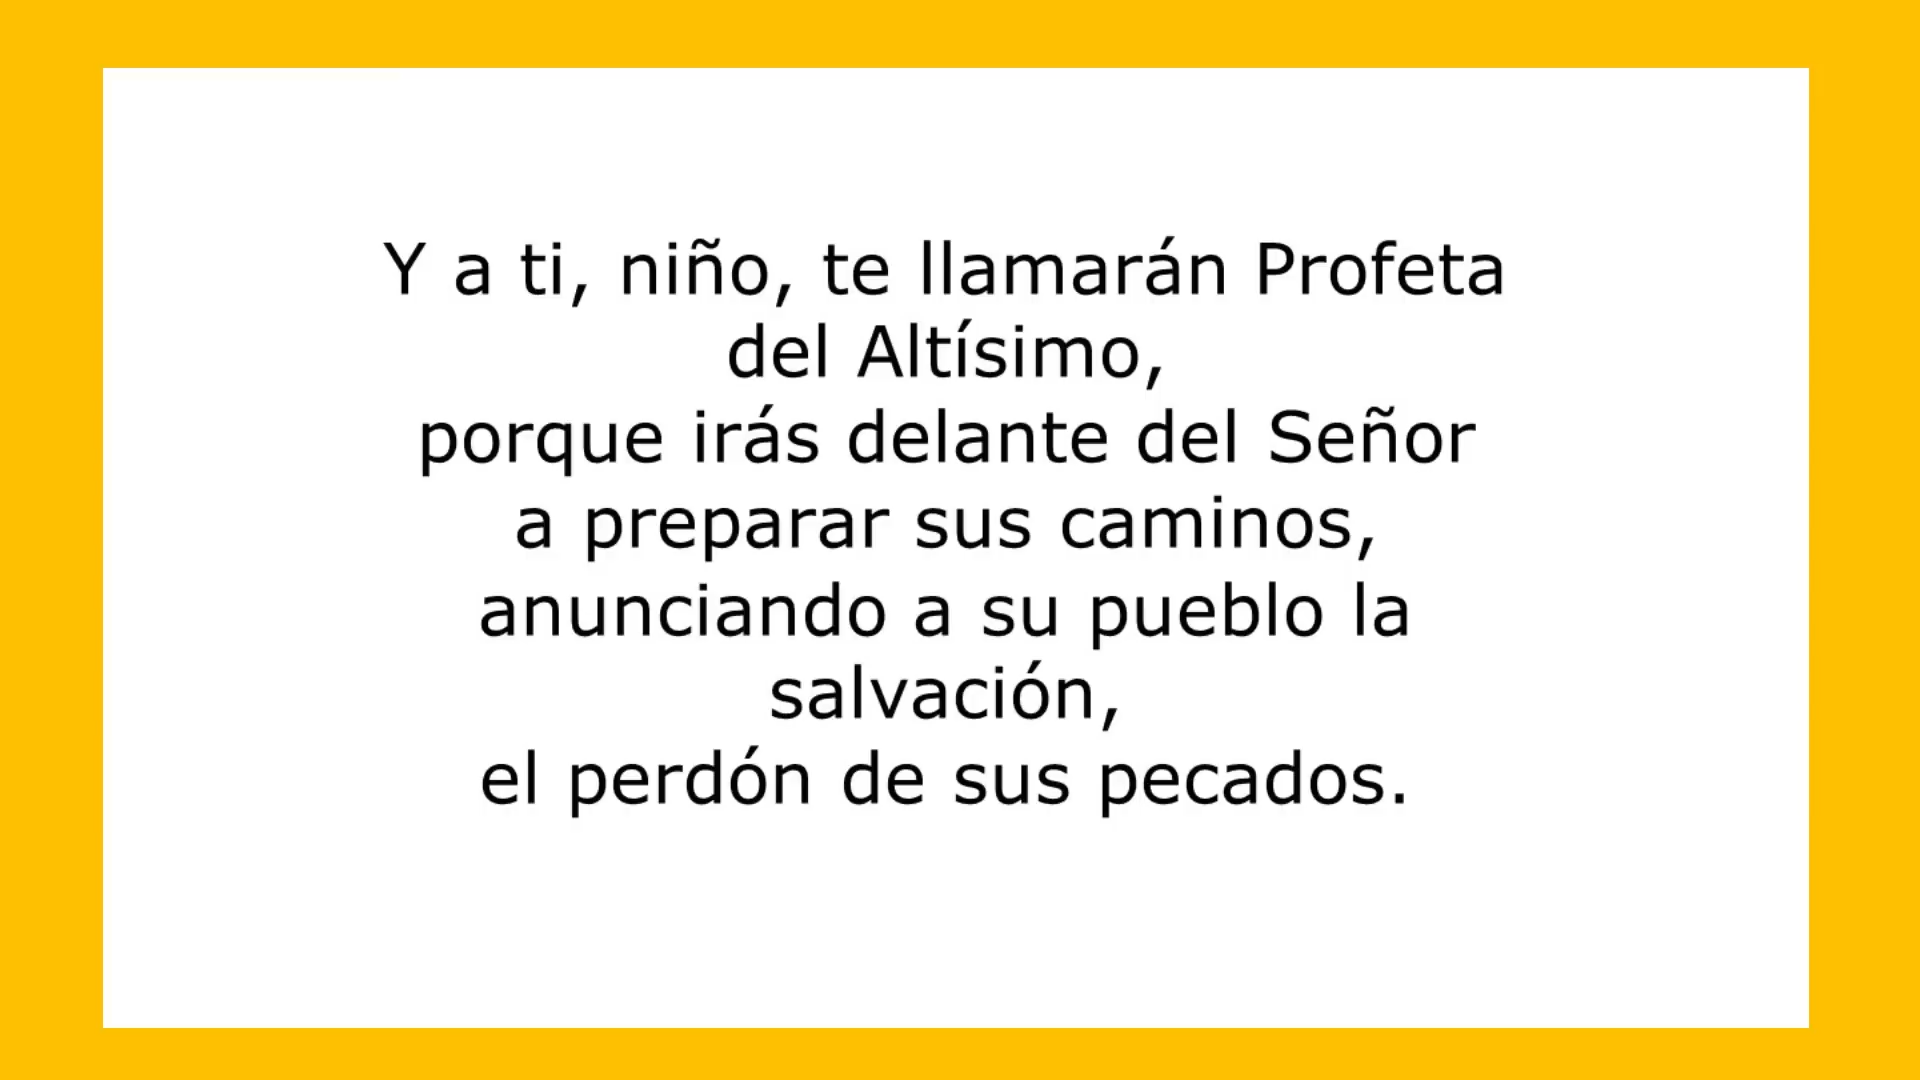 Y a ti, niño, te llamarán Profeta
del Altísimo,
porque irás delante del Señor
a preparar sus caminos,
anunciando a su pueblo la
salvación,
el perdón de sus pecados.